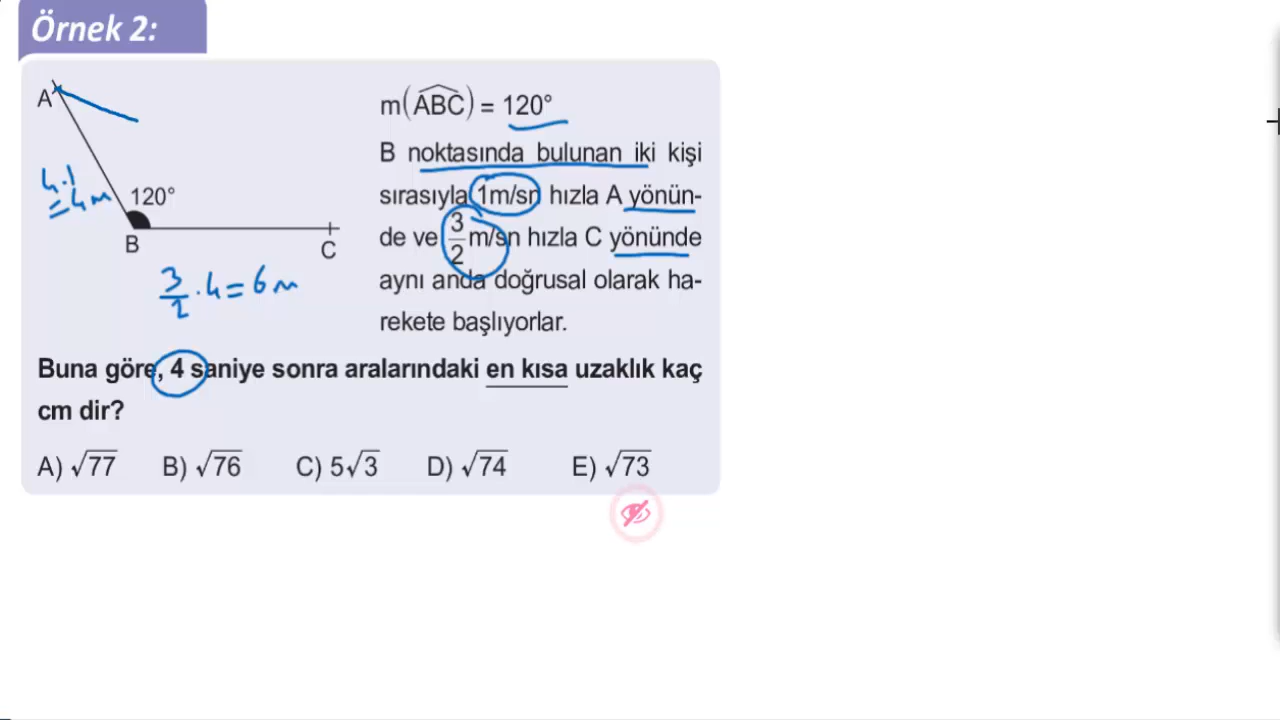 Örnek 2:
A
4.1
=4m
120°
B
C
3/2 . 4 = 6m
m(ABC) = 120°
B noktasında bulunan iki kişi
sırasıyla 1m/sn hızla A yönün-
de ve 3/2 m/sn hızla C yönünde
aynı anda doğrusal olarak ha-
rekete başlıyorlar.
Buna göre, 4 saniye sonra aralarındaki en kısa uzaklık kaç
cm dir?
A) √77 B) √76 C) 5√3 D) √74 E) √73